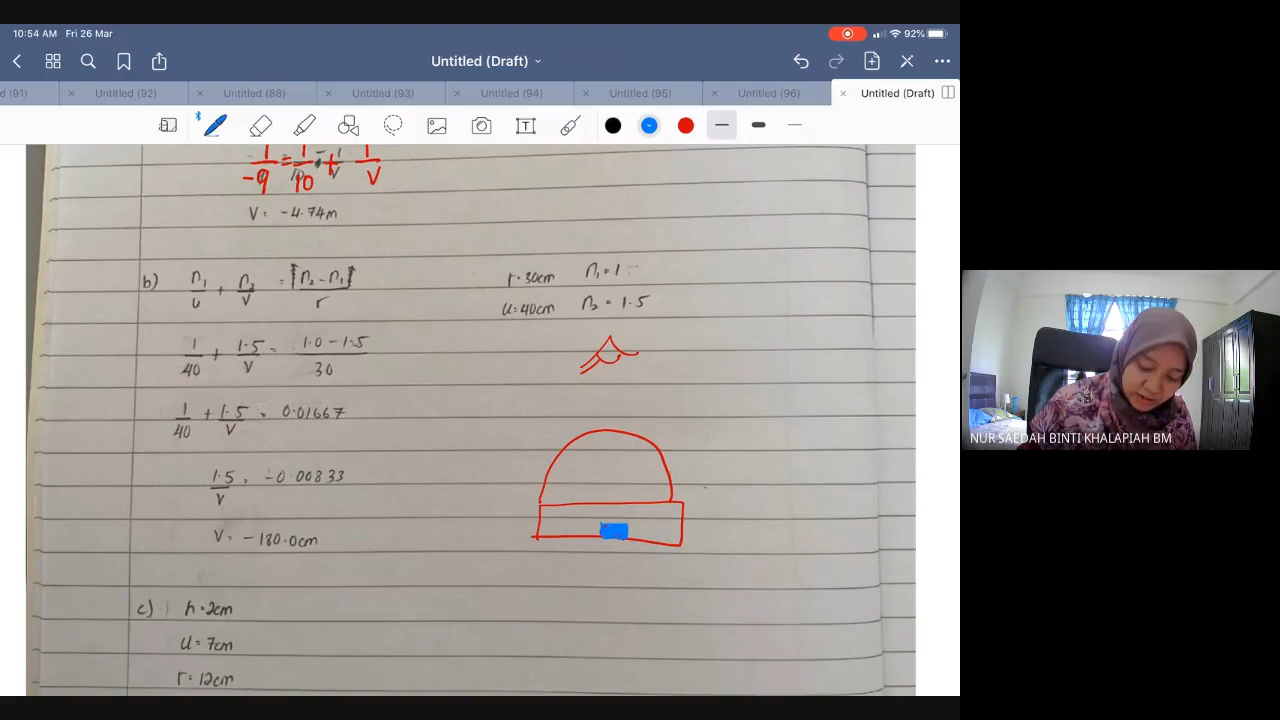 10:54 AM Fri 26 Mar
92%
Untitled (Draft)
d (91)
Untitled (92)
Untitled (88)
Untitled (93)
Untitled (94)
Untitled (95)
Untitled (96)
Untitled (Draft)
1/-9 = 1/10 + 1/v
V = -4.74m
b) n₁/u + n₂/v = |n₂ - n₁|/r
r = 30cm n₁ = 1
u = 40cm n₂ = 1.5
1/40 + 1.5/v = 1.0 - 1.5/30
1/40 + 1.5/v = 0.01667
1.5/v = -0.00833
V = -180.0cm
c) h = 2cm
u = 7cm
r = 12cm
NUR SAEDAH BINTI KHALAPIAH BM